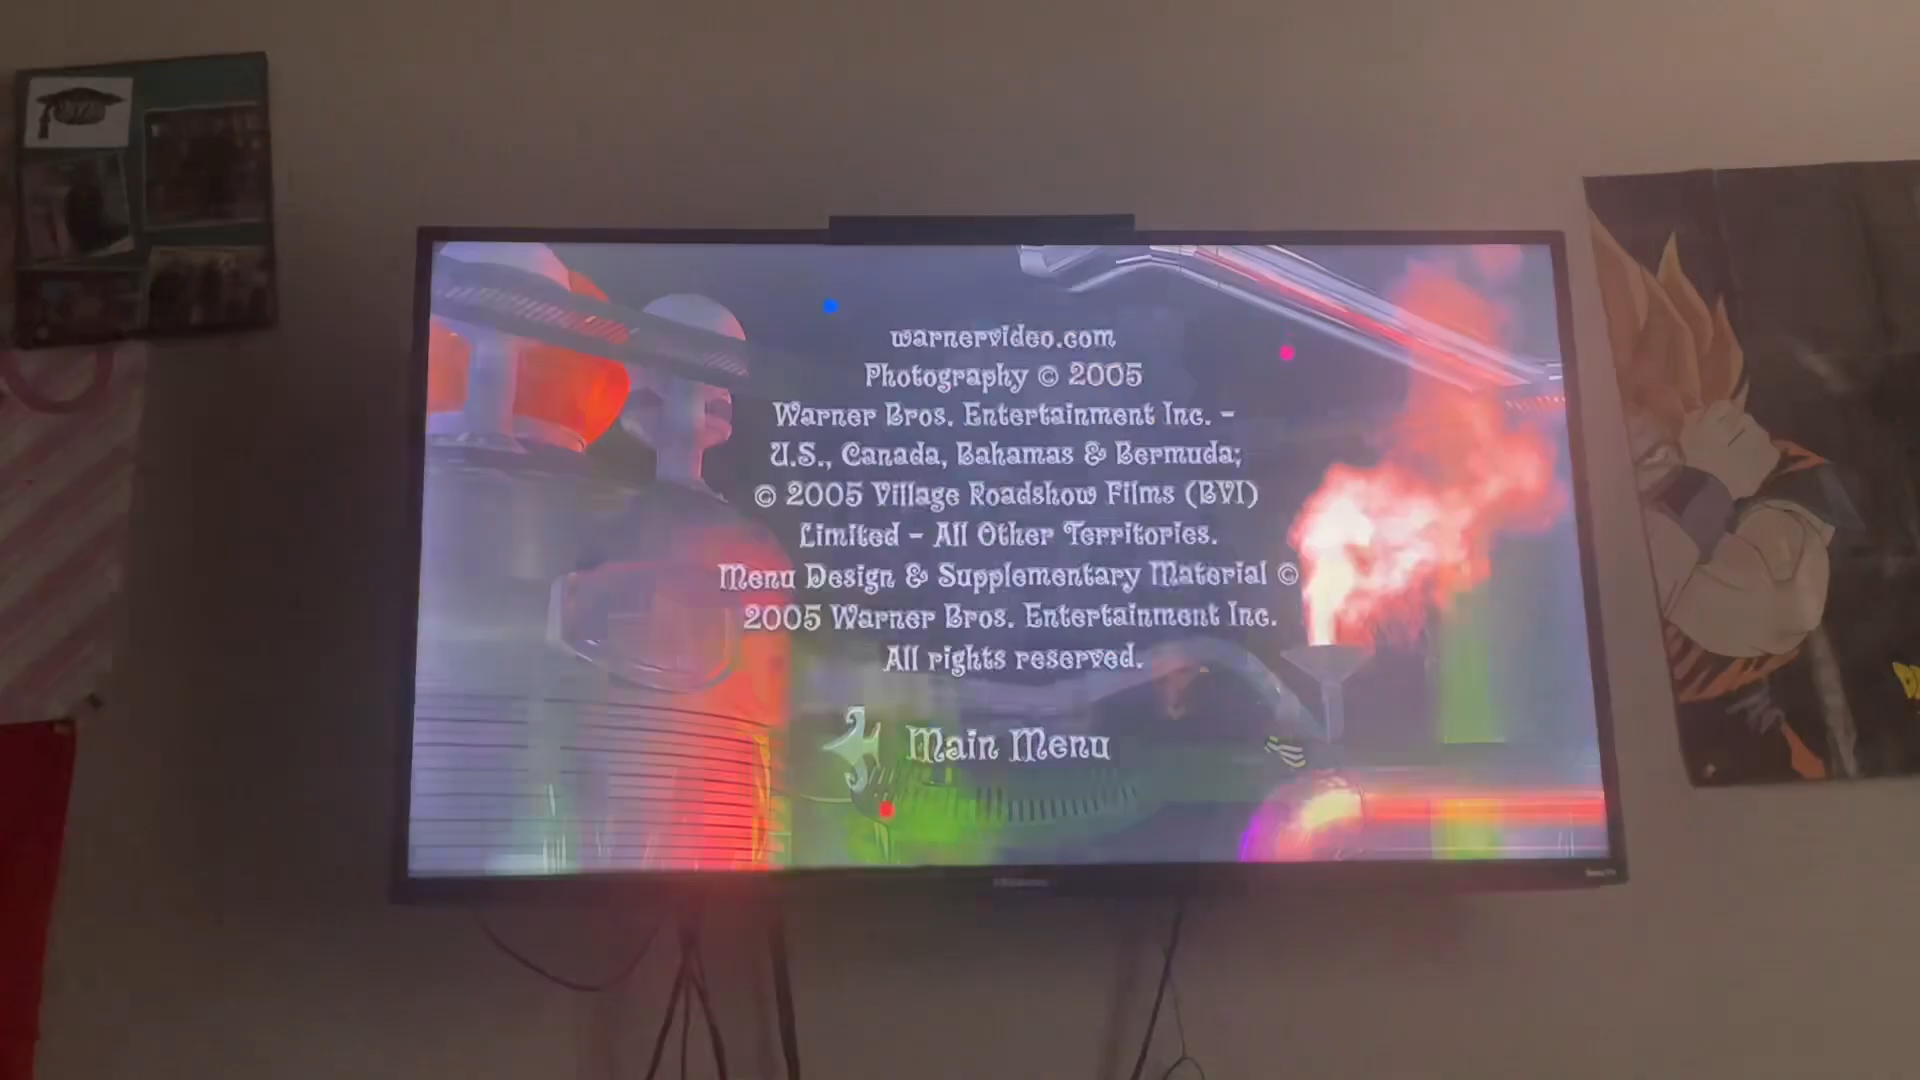 warnervideo.com
Photography © 2005
Warner Bros. Entertainment Inc. -
U.S., Canada, Bahamas & Bermuda;
© 2005 Village Roadshow Films (BVI)
Limited - All Other Territories.
Menu Design & Supplementary Material ©
2005 Warner Bros. Entertainment Inc.
All rights reserved.
Main Menu